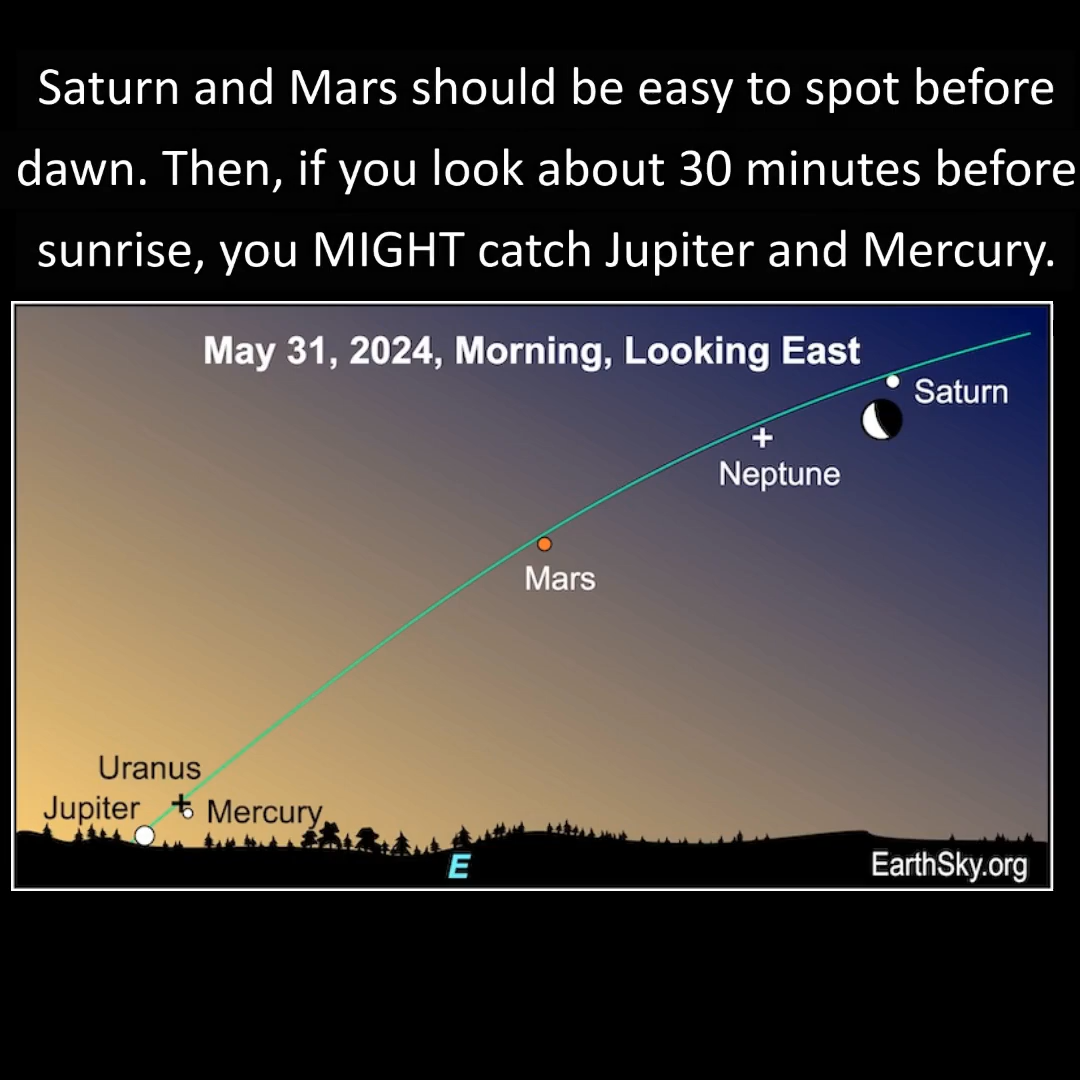 Saturn and Mars should be easy to spot before
dawn. Then, if you look about 30 minutes before
sunrise, you MIGHT catch Jupiter and Mercury.
May 31, 2024, Morning, Looking East
Saturn
Neptune
Mars
Uranus
Jupiter
Mercury
E
EarthSky.org